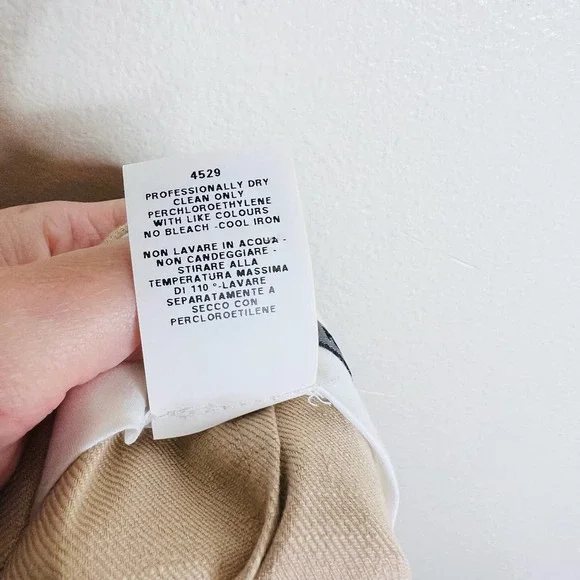 4529
PROFESSIONALLY DRY
CLEAN ONLY
PERCHLOROETHYLENE
WITH LIKE COLOURS
NO BLEACH -COOL IRON
NON LAVARE IN ACQUA -
NON CANDEGGIARE -
STIRARE ALLA
TEMPERATURA MASSIMA
DI 110 °-LAVARE
SEPARATAMENTE A
SECCO CON
PERCLOROETILENE